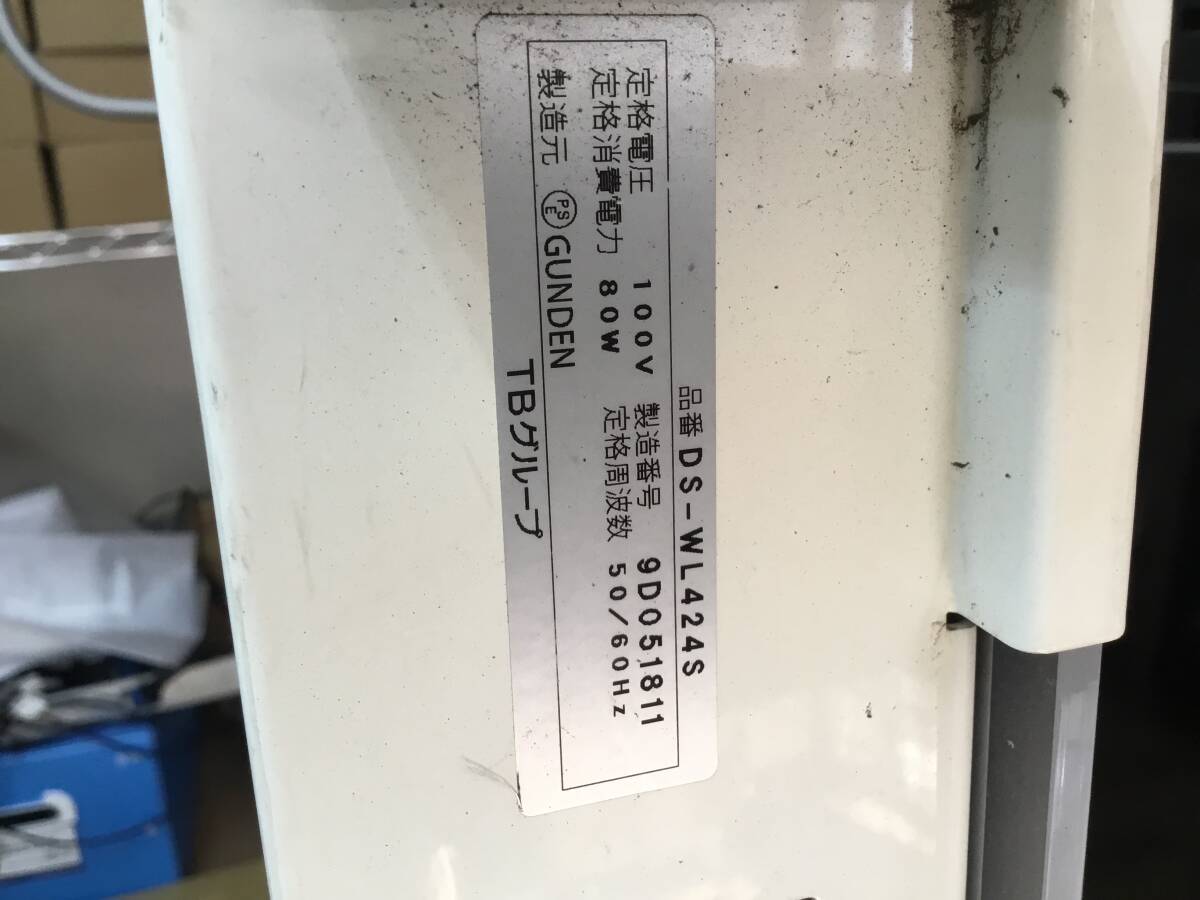 品番 DS-WL424S
定格電圧 100V 製造番号 9D051811
定格消費電力 80W 定格周波数 50/60Hz
製造元 PSE GUNDEN
TBグループ